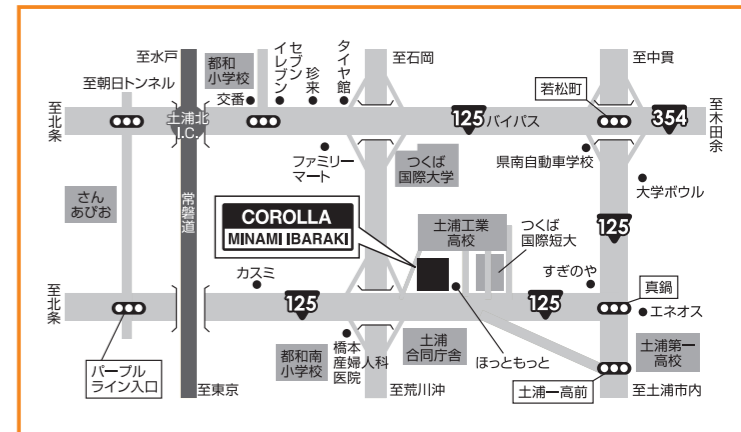 至水戸
都和
小学校
セブン
イレブン
珍来
タイヤ館
至石岡
至中貫
至朝日トンネル
交番
若松町
至北条
土浦北
I.C.
125 バイパス
354
至木田余
ファミリー
マート
つくば
国際大学
県南自動車学校
大学ボウル
さん
あぴお
常磐道
COROLLA
MINAMI IBARAKI
土浦工業
高校
つくば
国際短大
125
カスミ
すぎのや
真鍋
至北条
125
125
エネオス
パープル
ライン入口
都和南
小学校
橋本
産婦人科
医院
土浦
合同庁舎
ほっともっと
土浦第一
高校
至東京
至荒川沖
土浦一高前
至土浦市内